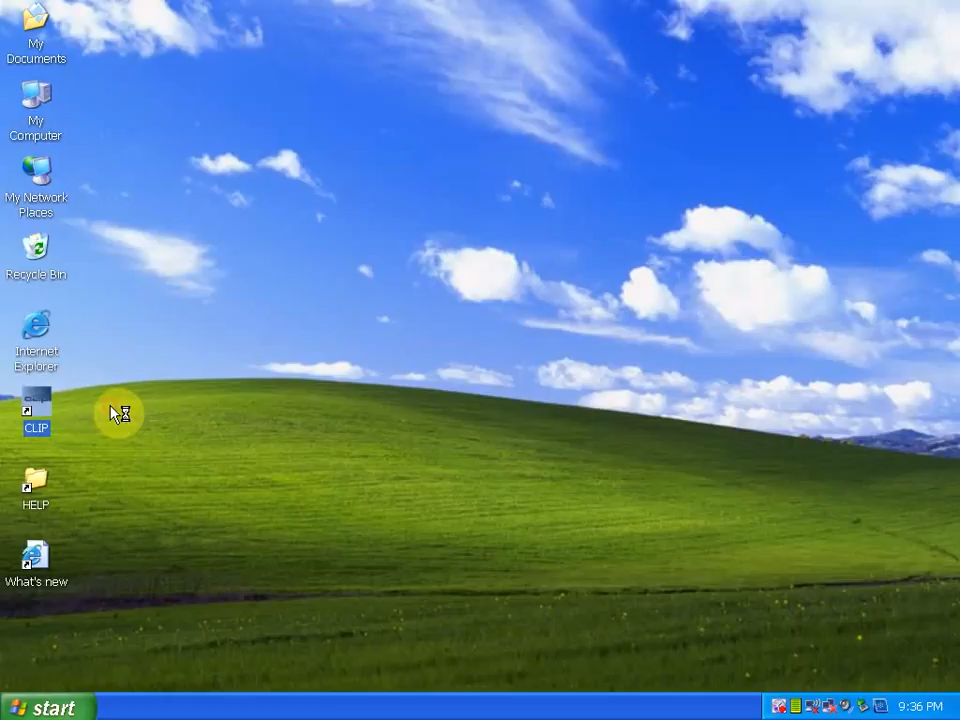 My
Documents
My
Computer
My Network
Places
Recycle Bin
Internet
Explorer
CLIP
HELP
What's new
start
9:36 PM